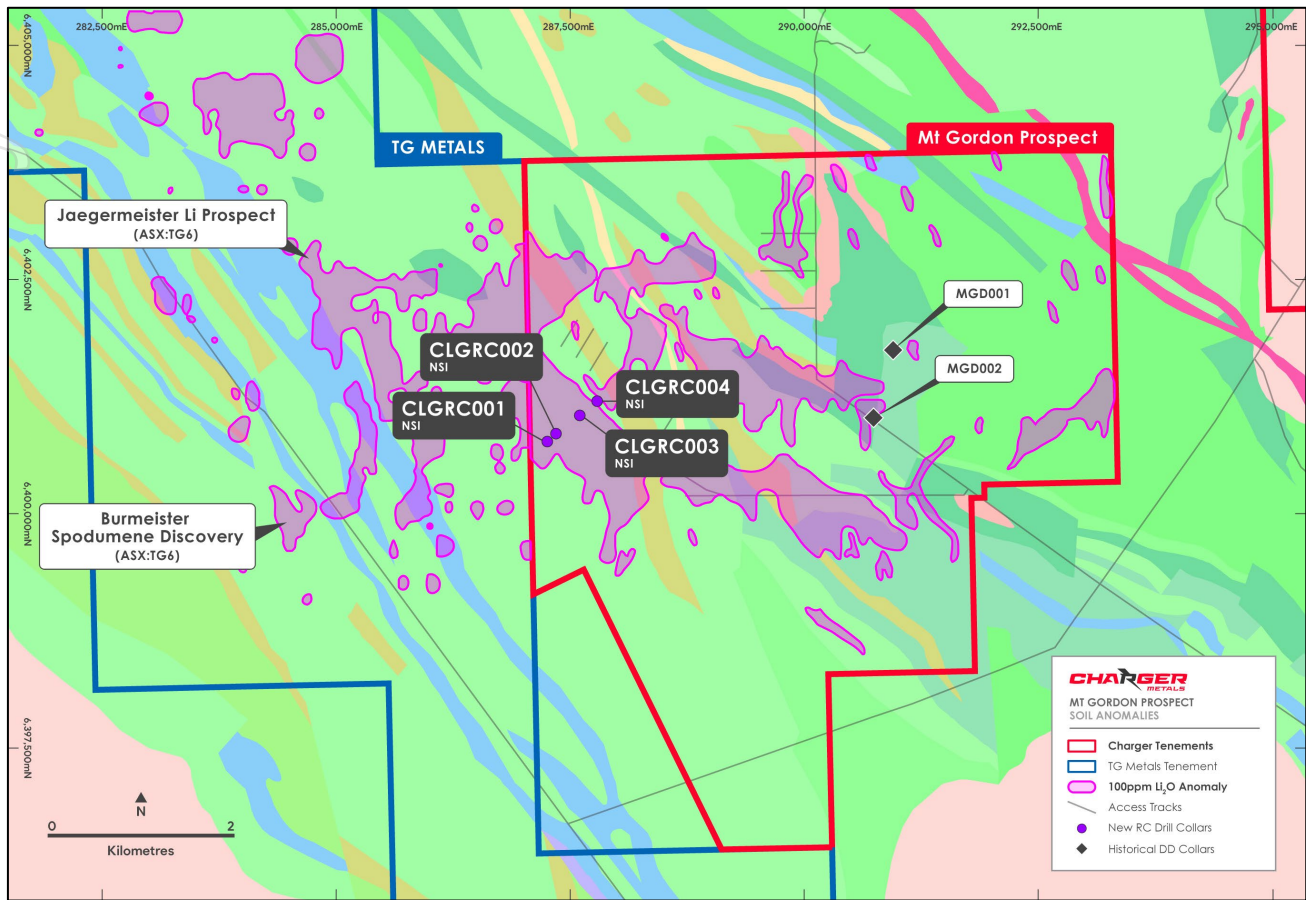 282,500mE
285,000mE
287,500mE
290,000mE
292,500mE
295,000mE
6,405,000mN
6,402,500mN
6,400,000mN
6,397,500mN
TG METALS
Mt Gordon Prospect
Jaegermeister Li Prospect
(ASX:TG6)
MGD001
MGD002
CLGRC002
NSI
CLGRC001
NSI
CLGRC004
NSI
CLGRC003
NSI
Burmeister
Spodumene Discovery
(ASX:TG6)
N
0 2
Kilometres
CHARGER
METALS
MT GORDON PROSPECT
SOIL ANOMALIES
Charger Tenements
TG Metals Tenement
100ppm Li₂O Anomaly
Access Tracks
New RC Drill Collars
Historical DD Collars